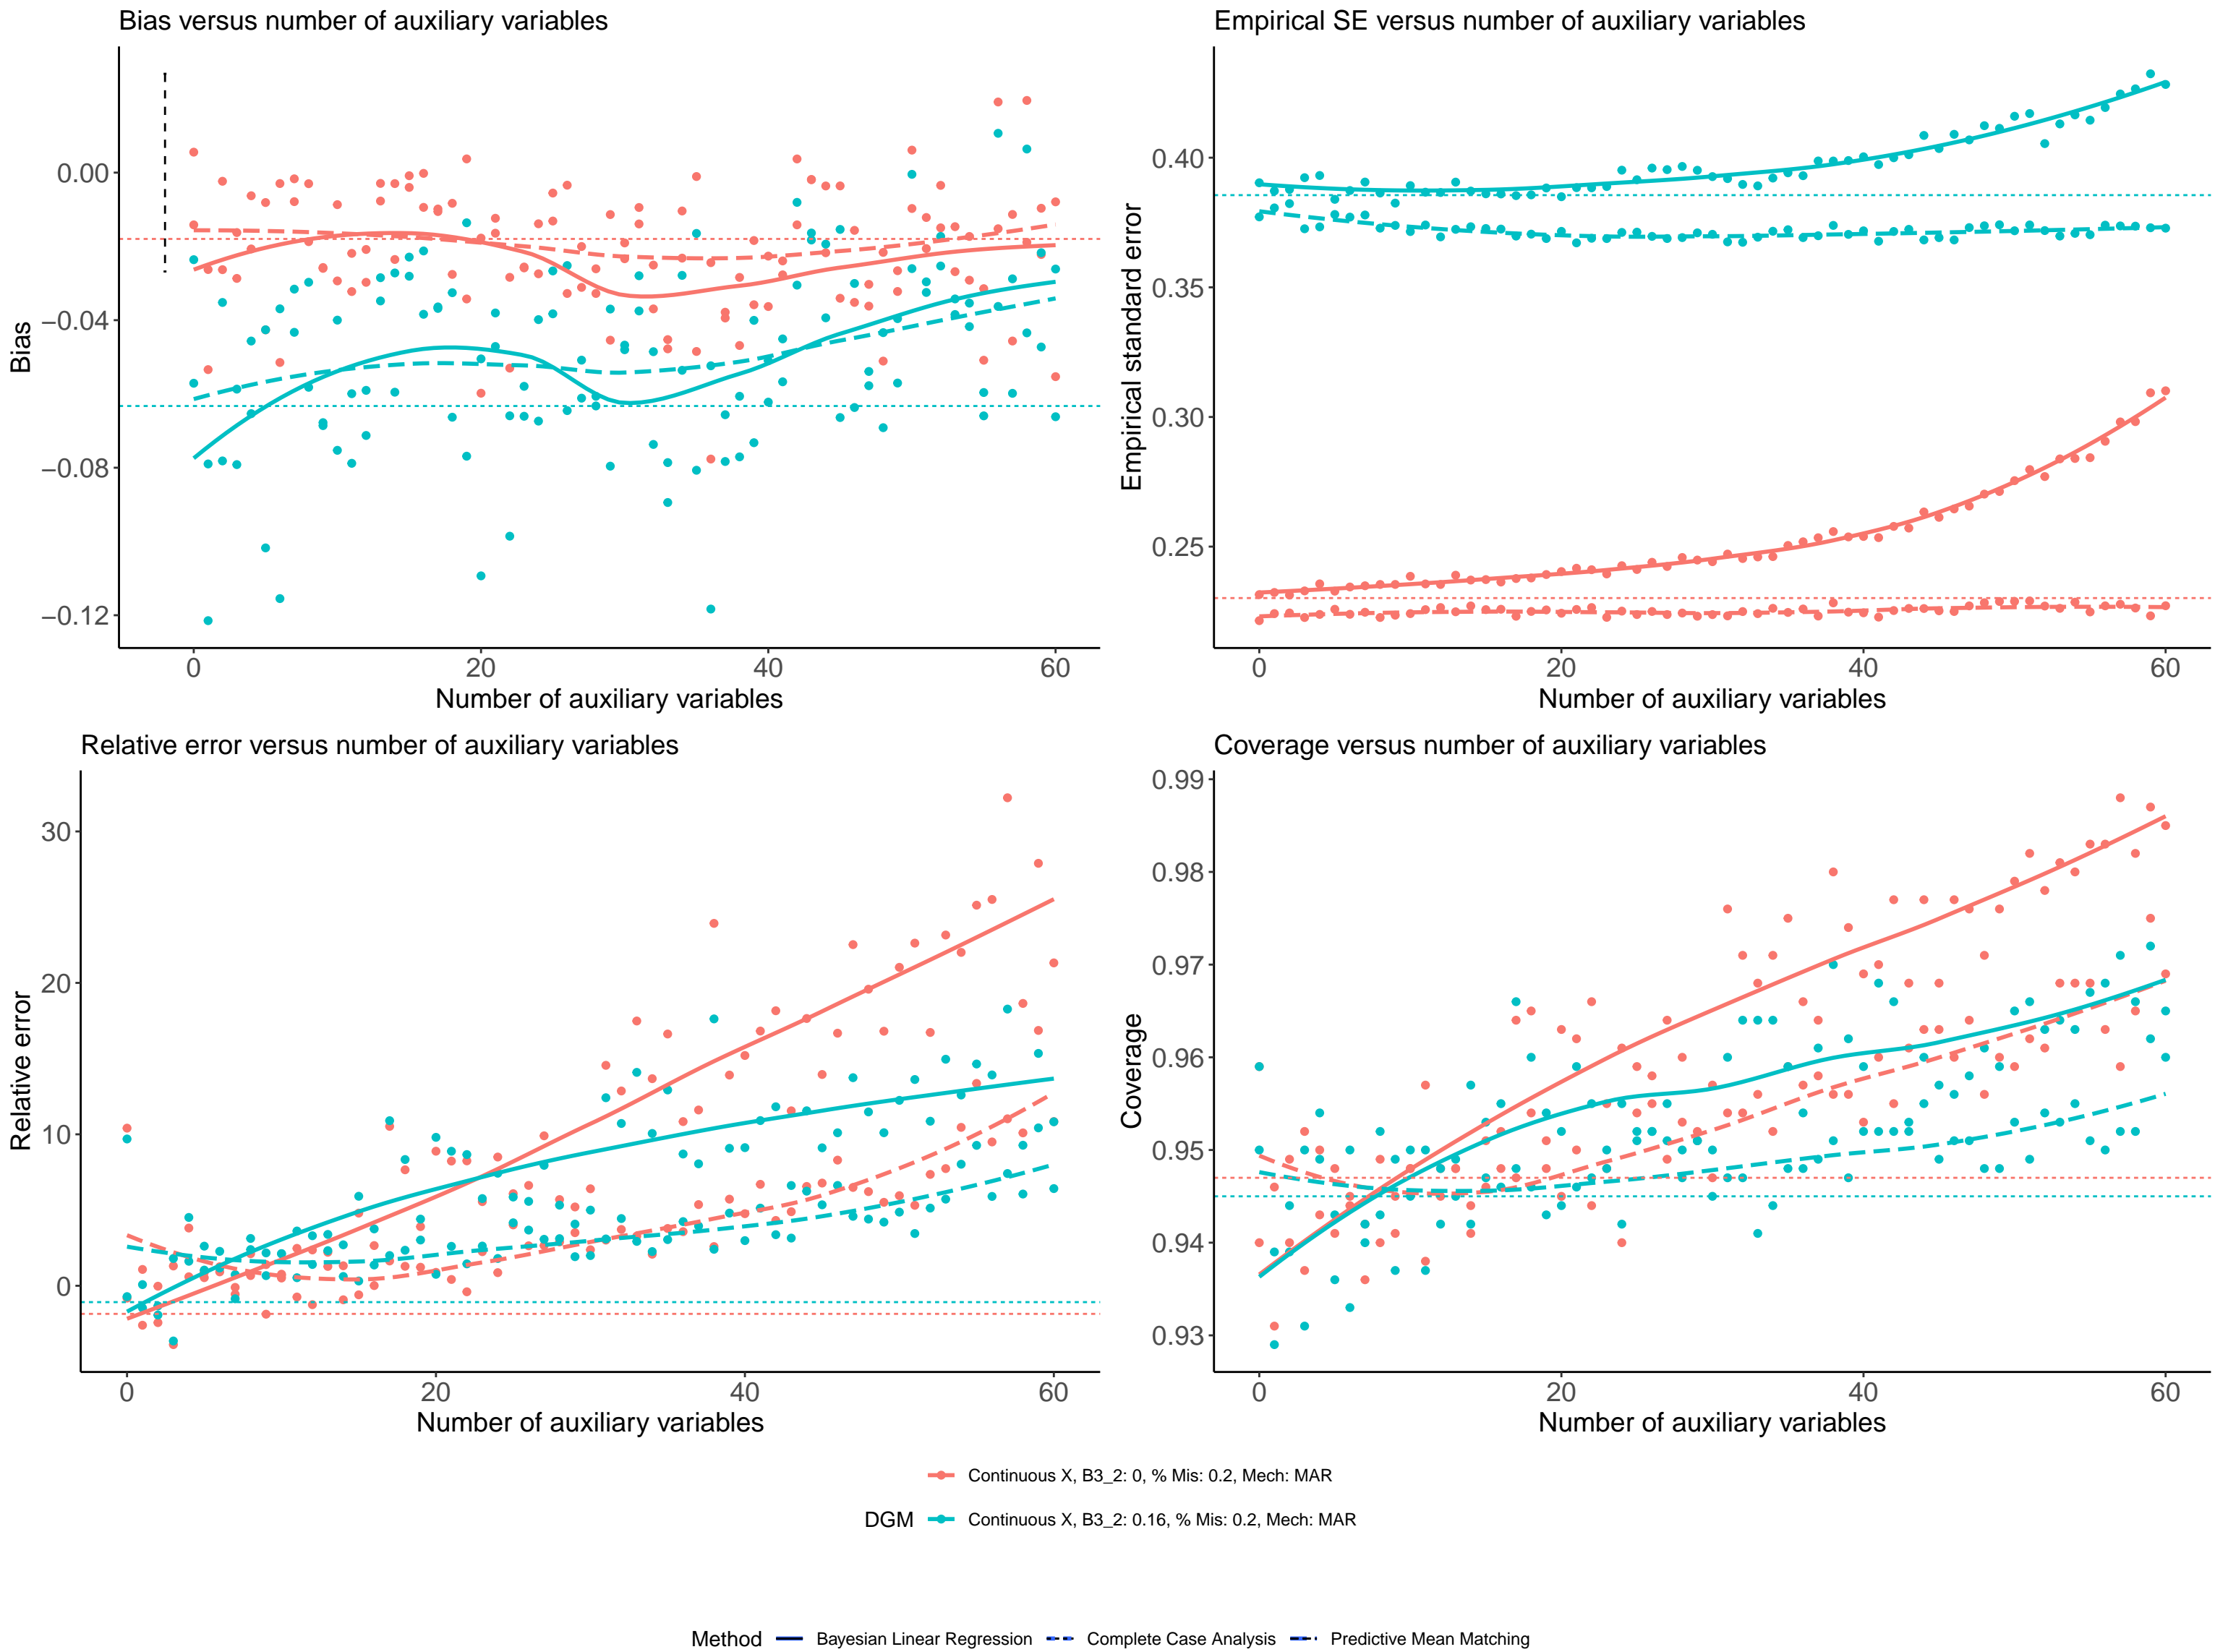 Bias versus number of auxiliary variables
0.00
−0.04
−0.08
−0.12
Bias
0 20 40 60
Number of auxiliary variables
Empirical SE versus number of auxiliary variables
0.40
0.35
0.30
0.25
Empirical standard error
0 20 40 60
Number of auxiliary variables
Relative error versus number of auxiliary variables
30
20
10
0
Relative error
0 20 40 60
Number of auxiliary variables
Coverage versus number of auxiliary variables
0.99
0.98
0.97
0.96
0.95
0.94
0.93
Coverage
0 20 40 60
Number of auxiliary variables
Continuous X, B3_2: 0, % Mis: 0.2, Mech: MAR
DGM Continuous X, B3_2: 0.16, % Mis: 0.2, Mech: MAR
Method Bayesian Linear Regression Complete Case Analysis Predictive Mean Matching